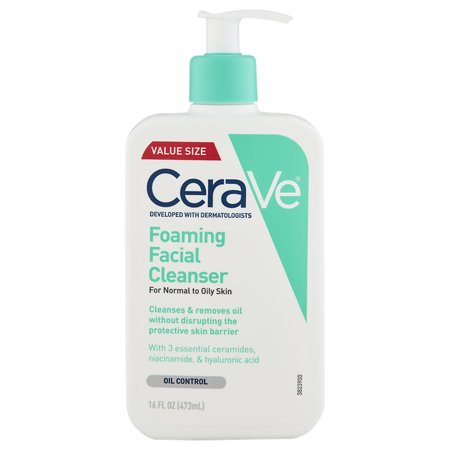 VALUE SIZE
CeraVe®
DEVELOPED WITH DERMATOLOGISTS
Foaming
Facial
Cleanser
For Normal to Oily Skin
Cleanses & removes oil
without disrupting the
protective skin barrier
With 3 essential ceramides,
niacinamide, & hyaluronic acid
OIL CONTROL
16 FL OZ (473mL)